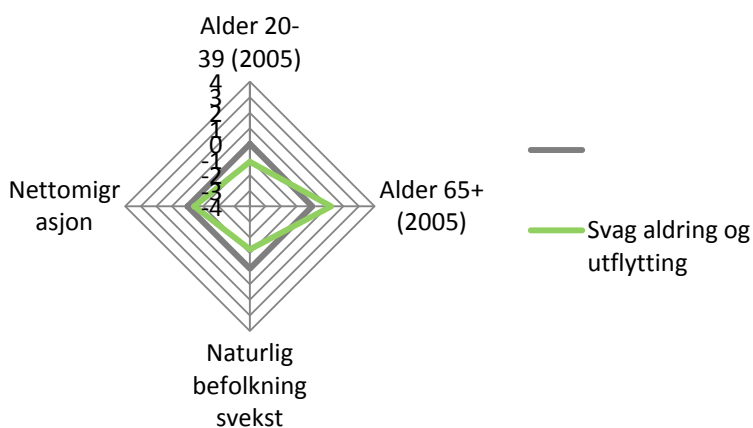 Alder 20-
39 (2005)
4
3
2
1
0
-1
-2
-3
-4
Nettomigr
asjon
Alder 65+
(2005)
Svag aldring og
utflytting
Naturlig
befolkning
svekst